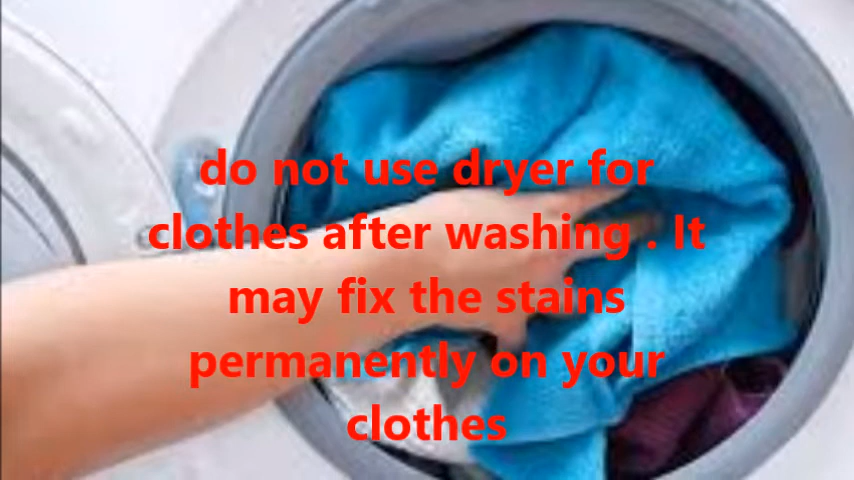 do not use dryer for
clothes after washing . It
may fix the stains
permanently on your
clothes